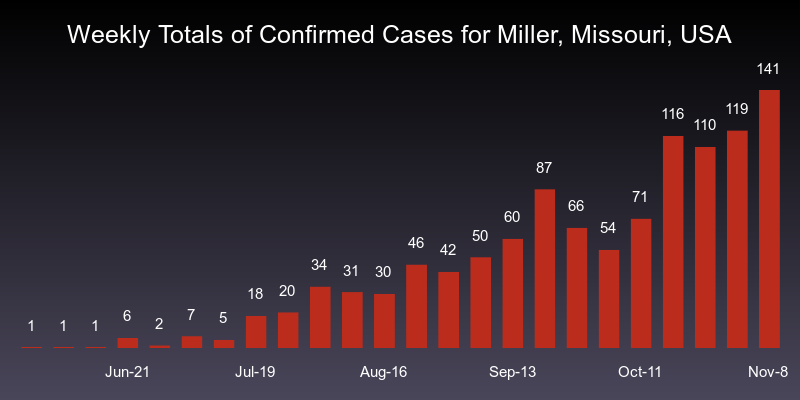 Weekly Totals of Confirmed Cases for Miller, Missouri, USA
1 1 1 6 2 7 5 18 20 34 31 30 46 42 50 60 87 66 54 71 116 110 119 141
Jun-21 Jul-19 Aug-16 Sep-13 Oct-11 Nov-8